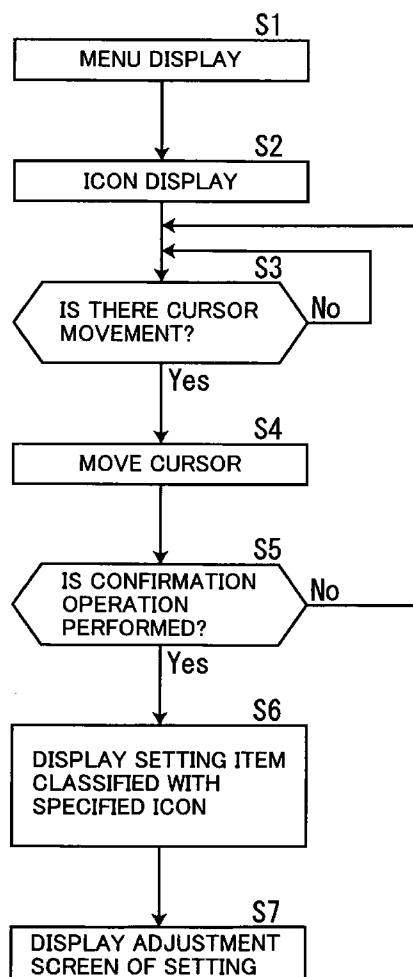 S1
MENU DISPLAY
S2
ICON DISPLAY
S3
IS THERE CURSOR
MOVEMENT?
No
Yes
S4
MOVE CURSOR
S5
IS CONFIRMATION
OPERATION
PERFORMED?
No
Yes
S6
DISPLAY SETTING ITEM
CLASSIFIED WITH
SPECIFIED ICON
S7
DISPLAY ADJUSTMENT
SCREEN OF SETTING